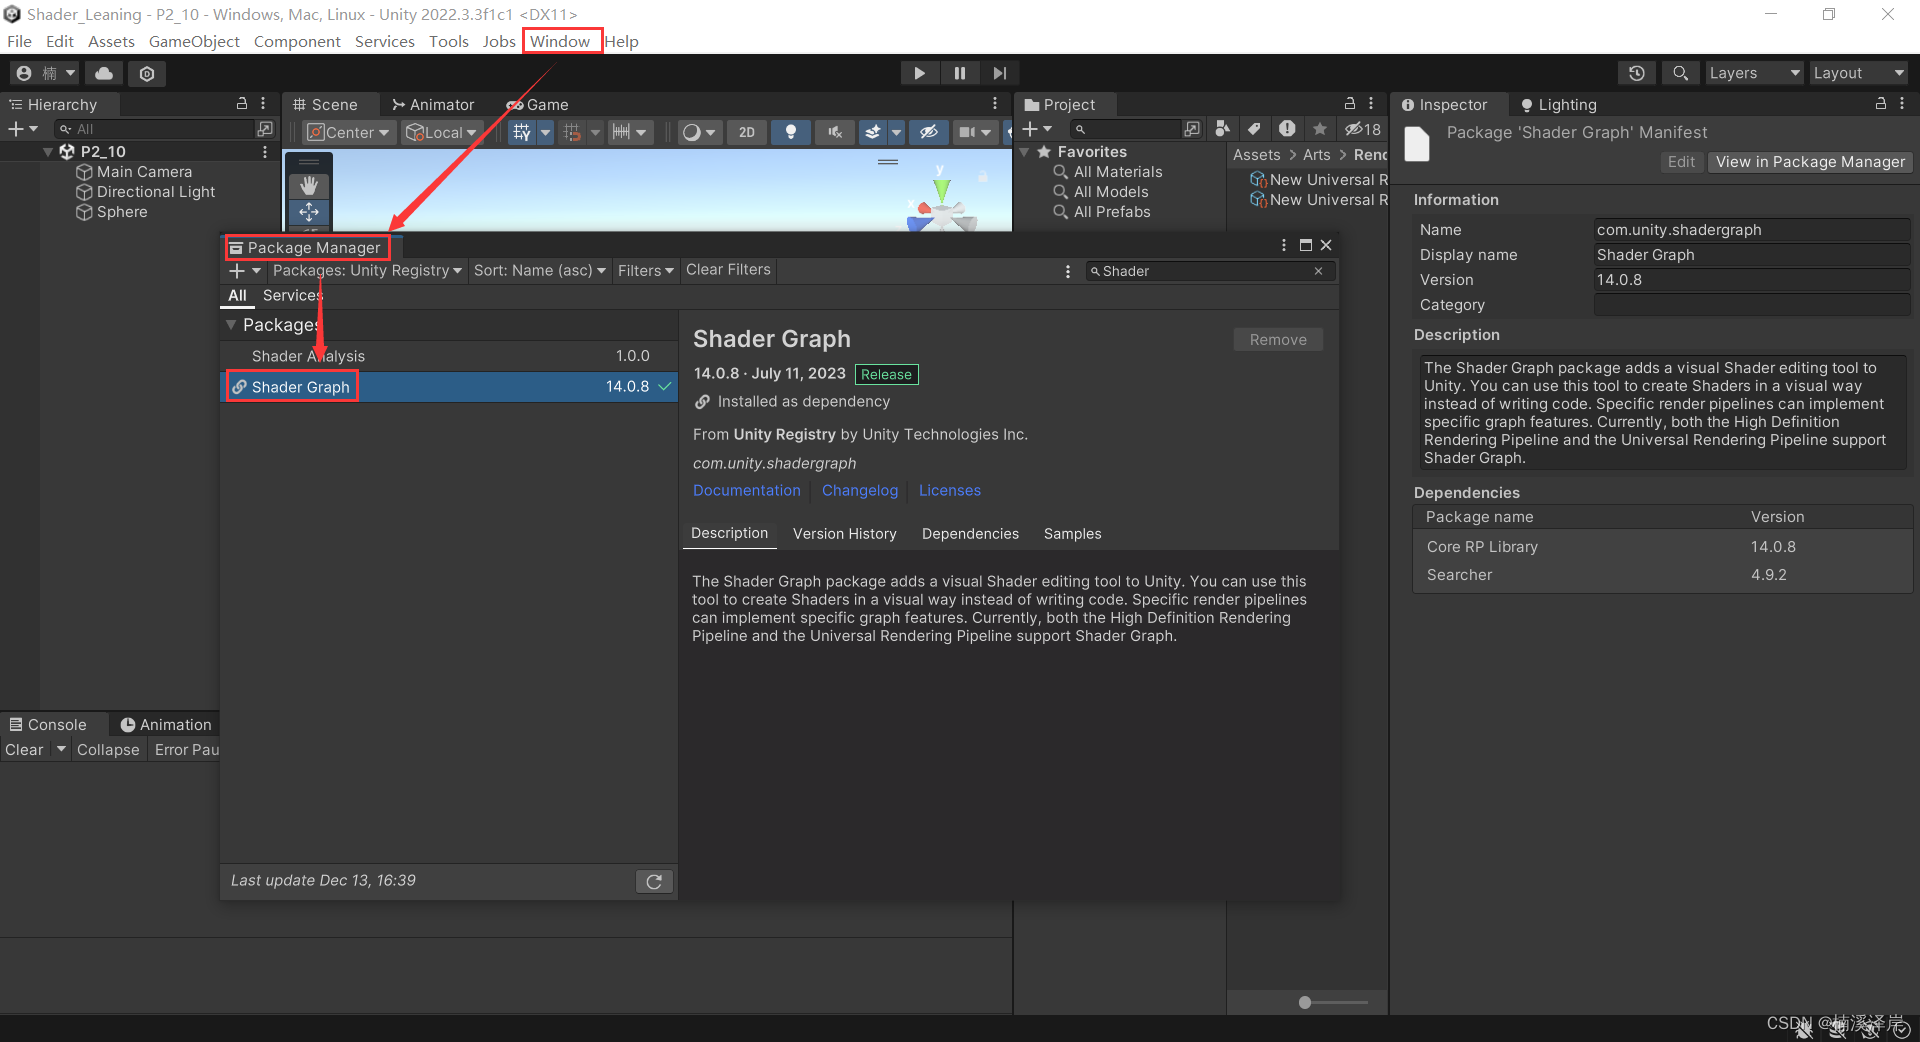 Shader_Leaning - P2_10 - Windows, Mac, Linux - Unity 2022.3.3f1c1 <DX11>
File Edit Assets GameObject Component Services Tools Jobs Window Help
楠 Layers Layout
Hierarchy
All
P2_10
Main Camera
Directional Light
Sphere
Scene Animator Game
Center Local 2D
y
x
Project
18
Favorites
All Materials
All Models
All Prefabs
Assets > Arts > Rend
New Universal R
New Universal R
Package Manager
Packages: Unity Registry Sort: Name (asc) Filters Clear Filters Shader
All Services
Packages
Shader Analysis 1.0.0
Shader Graph 14.0.8
Last update Dec 13, 16:39
Shader Graph Remove
14.0.8 · July 11, 2023 Release
Installed as dependency
From Unity Registry by Unity Technologies Inc.
com.unity.shadergraph
Documentation Changelog Licenses
Description Version History Dependencies Samples
The Shader Graph package adds a visual Shader editing tool to Unity. You can use this
tool to create Shaders in a visual way instead of writing code. Specific render pipelines
can implement specific graph features. Currently, both the High Definition Rendering
Pipeline and the Universal Rendering Pipeline support Shader Graph.
Console Animation
Clear Collapse Error Pau
Inspector Lighting
Package 'Shader Graph' Manifest
Edit View in Package Manager
Information
Name com.unity.shadergraph
Display name Shader Graph
Version 14.0.8
Category
Description
The Shader Graph package adds a visual Shader editing tool to
Unity. You can use this tool to create Shaders in a visual way
instead of writing code. Specific render pipelines can implement
specific graph features. Currently, both the High Definition
Rendering Pipeline and the Universal Rendering Pipeline support
Shader Graph.
Dependencies
Package name Version
Core RP Library 14.0.8
Searcher 4.9.2
CSDN @楠溪泽岸